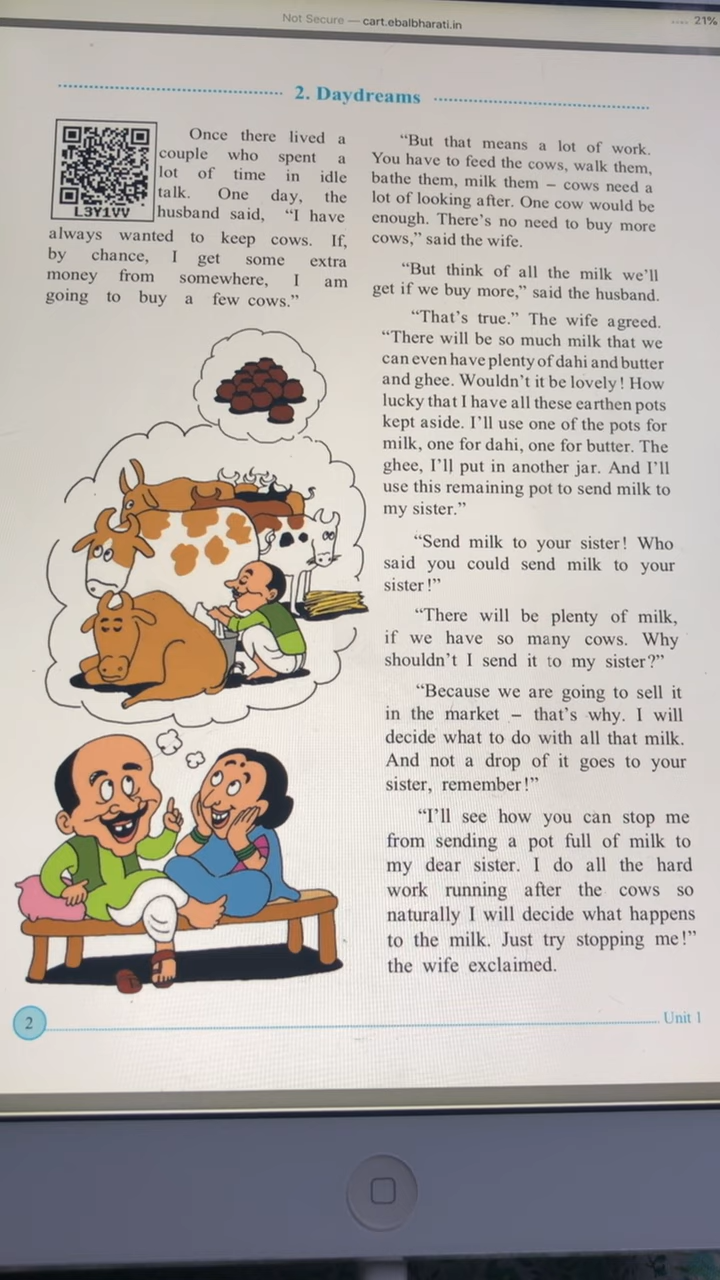 Not Secure — cart.ebalbharati.in
21%
2. Daydreams
L3Y1VV
Once there lived a
couple who spent a
lot of time in idle
talk. One day, the
husband said, “I have
always wanted to keep cows. If,
by chance, I get some extra
money from somewhere, I am
going to buy a few cows.”
“But that means a lot of work.
You have to feed the cows, walk them,
bathe them, milk them – cows need a
lot of looking after. One cow would be
enough. There’s no need to buy more
cows,” said the wife.
“But think of all the milk we’ll
get if we buy more,” said the husband.
“That’s true.” The wife agreed.
“There will be so much milk that we
can even have plenty of dahi and butter
and ghee. Wouldn’t it be lovely! How
lucky that I have all these earthen pots
kept aside. I’ll use one of the pots for
milk, one for dahi, one for butter. The
ghee, I’ll put in another jar. And I’ll
use this remaining pot to send milk to
my sister.”
“Send milk to your sister! Who
said you could send milk to your
sister!”
“There will be plenty of milk,
if we have so many cows. Why
shouldn’t I send it to my sister?”
“Because we are going to sell it
in the market – that’s why. I will
decide what to do with all that milk.
And not a drop of it goes to your
sister, remember!”
“I’ll see how you can stop me
from sending a pot full of milk to
my dear sister. I do all the hard
work running after the cows so
naturally I will decide what happens
to the milk. Just try stopping me!”
the wife exclaimed.
2
Unit 1